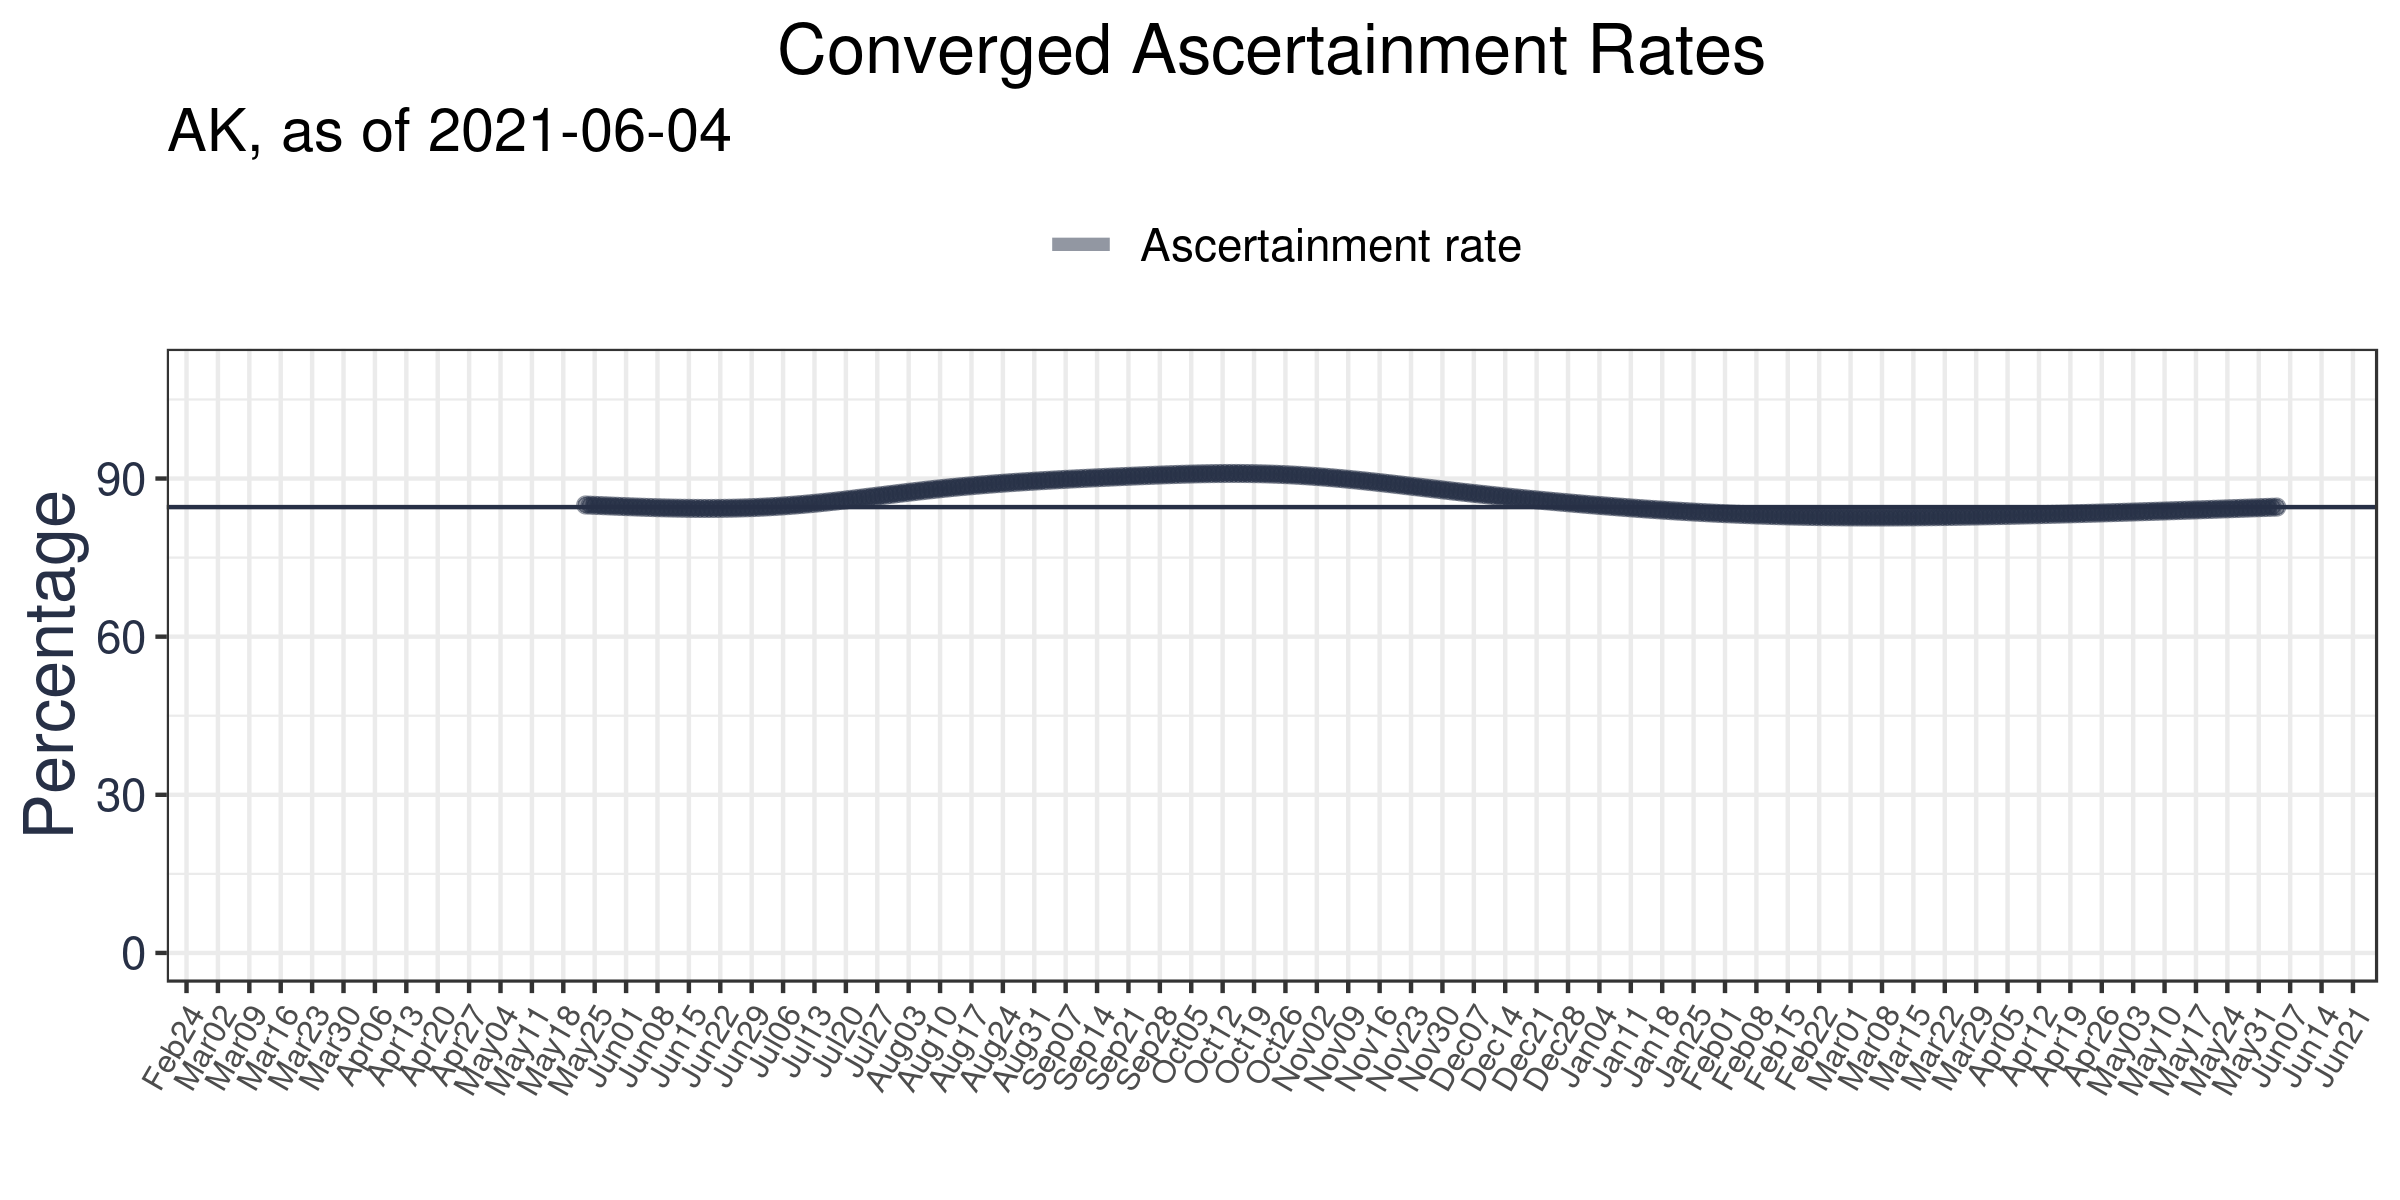 Converged Ascertainment Rates
AK, as of 2021-06-04
Ascertainment rate
Percentage
90
60
30
0
Feb24 Mar02 Mar09 Mar16 Mar23 Mar30 Apr06 Apr13 Apr20 Apr27 May04 May11 May18 May25 Jun01 Jun08 Jun15 Jun22 Jun29 Jul06 Jul13 Jul20 Jul27 Aug03 Aug10 Aug17 Aug24 Aug31 Sep07 Sep14 Sep21 Sep28 Oct05 Oct12 Oct19 Oct26 Nov02 Nov09 Nov16 Nov23 Nov30 Dec07 Dec14 Dec21 Dec28 Jan04 Jan11 Jan18 Jan25 Feb01 Feb08 Feb15 Feb22 Mar01 Mar08 Mar15 Mar22 Mar29 Apr05 Apr12 Apr19 Apr26 May03 May10 May17 May24 May31 Jun07 Jun14 Jun21